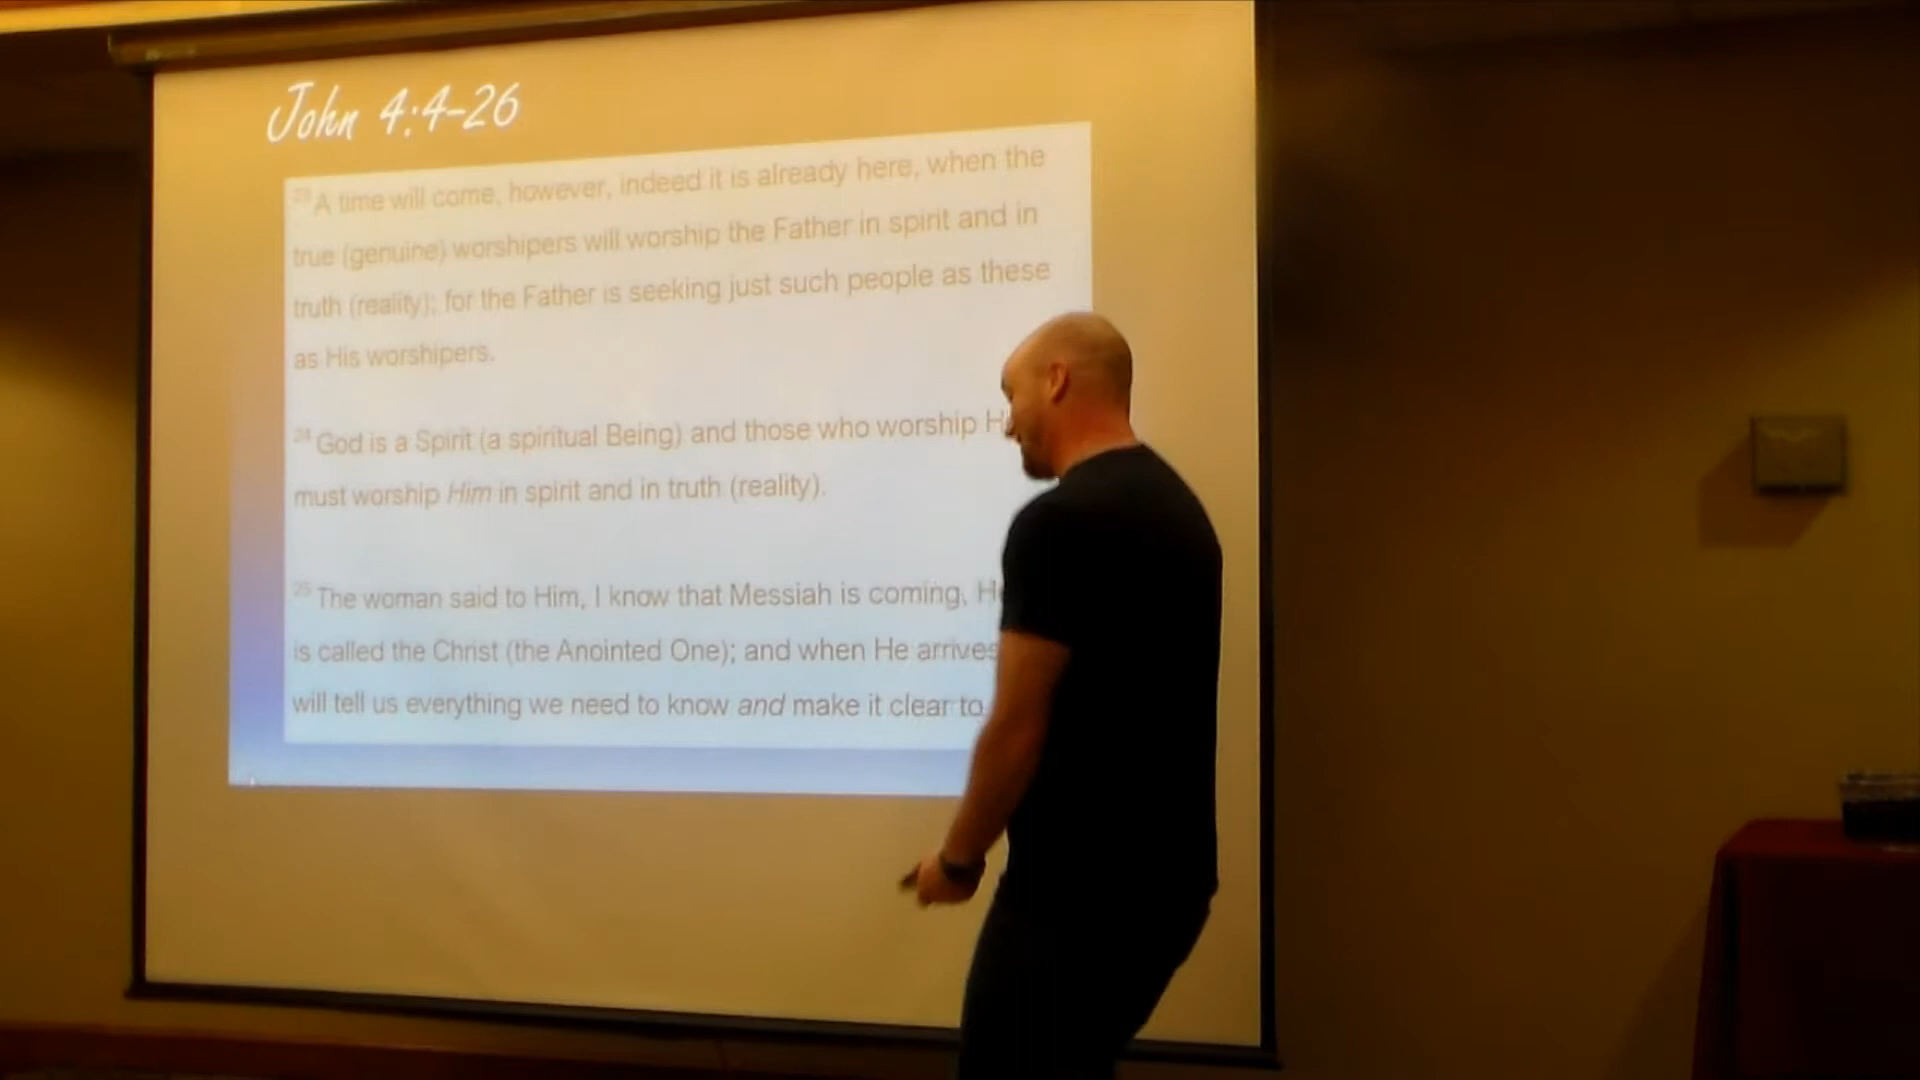 John 4:4-26
23 A time will come, however, indeed it is already here, when the
true (genuine) worshipers will worship the Father in spirit and in
truth (reality); for the Father is seeking just such people as these
as His worshipers.
24 God is a Spirit (a spiritual Being) and those who worship
must worship Him in spirit and in truth (reality).
25 The woman said to Him, I know that Messiah is coming, He
is called the Christ (the Anointed One); and when He arrives
will tell us everything we need to know and make it clear to